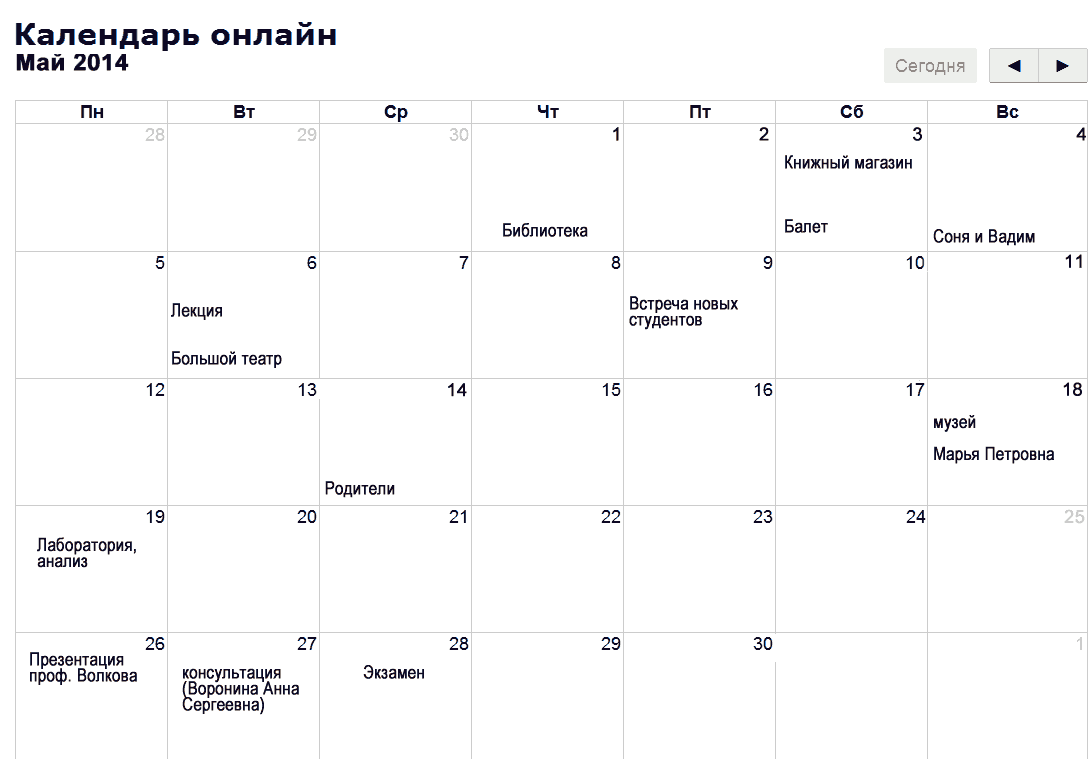 Календарь онлайн
Май 2014
Сегодня
◄ ►
Пн Вт Ср Чт Пт Сб Вс
28 29 30 1 2 3 4
Книжный магазин
Библиотека
Балет
Соня и Вадим
5 6 7 8 9 10 11
Лекция
Большой театр
Встреча новых
студентов
12 13 14 15 16 17 18
Родители
музей
Марья Петровна
19 20 21 22 23 24 25
Лаборатория,
анализ
26 27 28 29 30 1
Презентация
проф. Волкова
консультация
(Воронина Анна
Сергеевна)
Экзамен